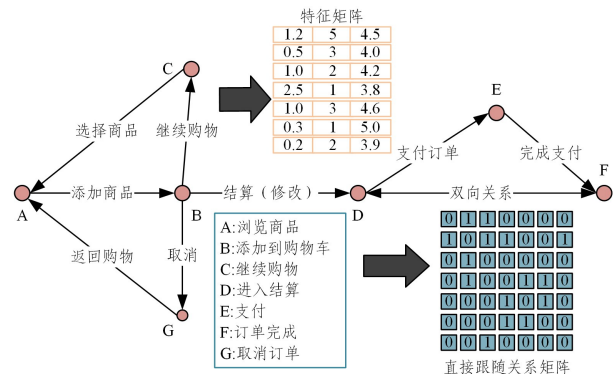 特征矩阵
1.2 5 4.5
0.5 3 4.0
1.0 2 4.2
2.5 1 3.8
1.0 3 4.6
0.3 1 5.0
0.2 2 3.9
C
选择商品 继续购物
E
支付订单 完成支付
A 添加商品 B 结算（修改） D 双向关系 F
返回购物 取消
G
A:浏览商品
B:添加到购物车
C:继续购物
D:进入结算
E:支付
F:订单完成
G:取消订单
0 1 1 0 0 0 0
1 0 1 1 0 0 1
0 1 0 0 0 0 0
0 0 0 1 0 1 0
0 0 0 1 0 1 0
0 0 0 1 1 0 0
0 1 0 0 0 0 0
直接跟随关系矩阵